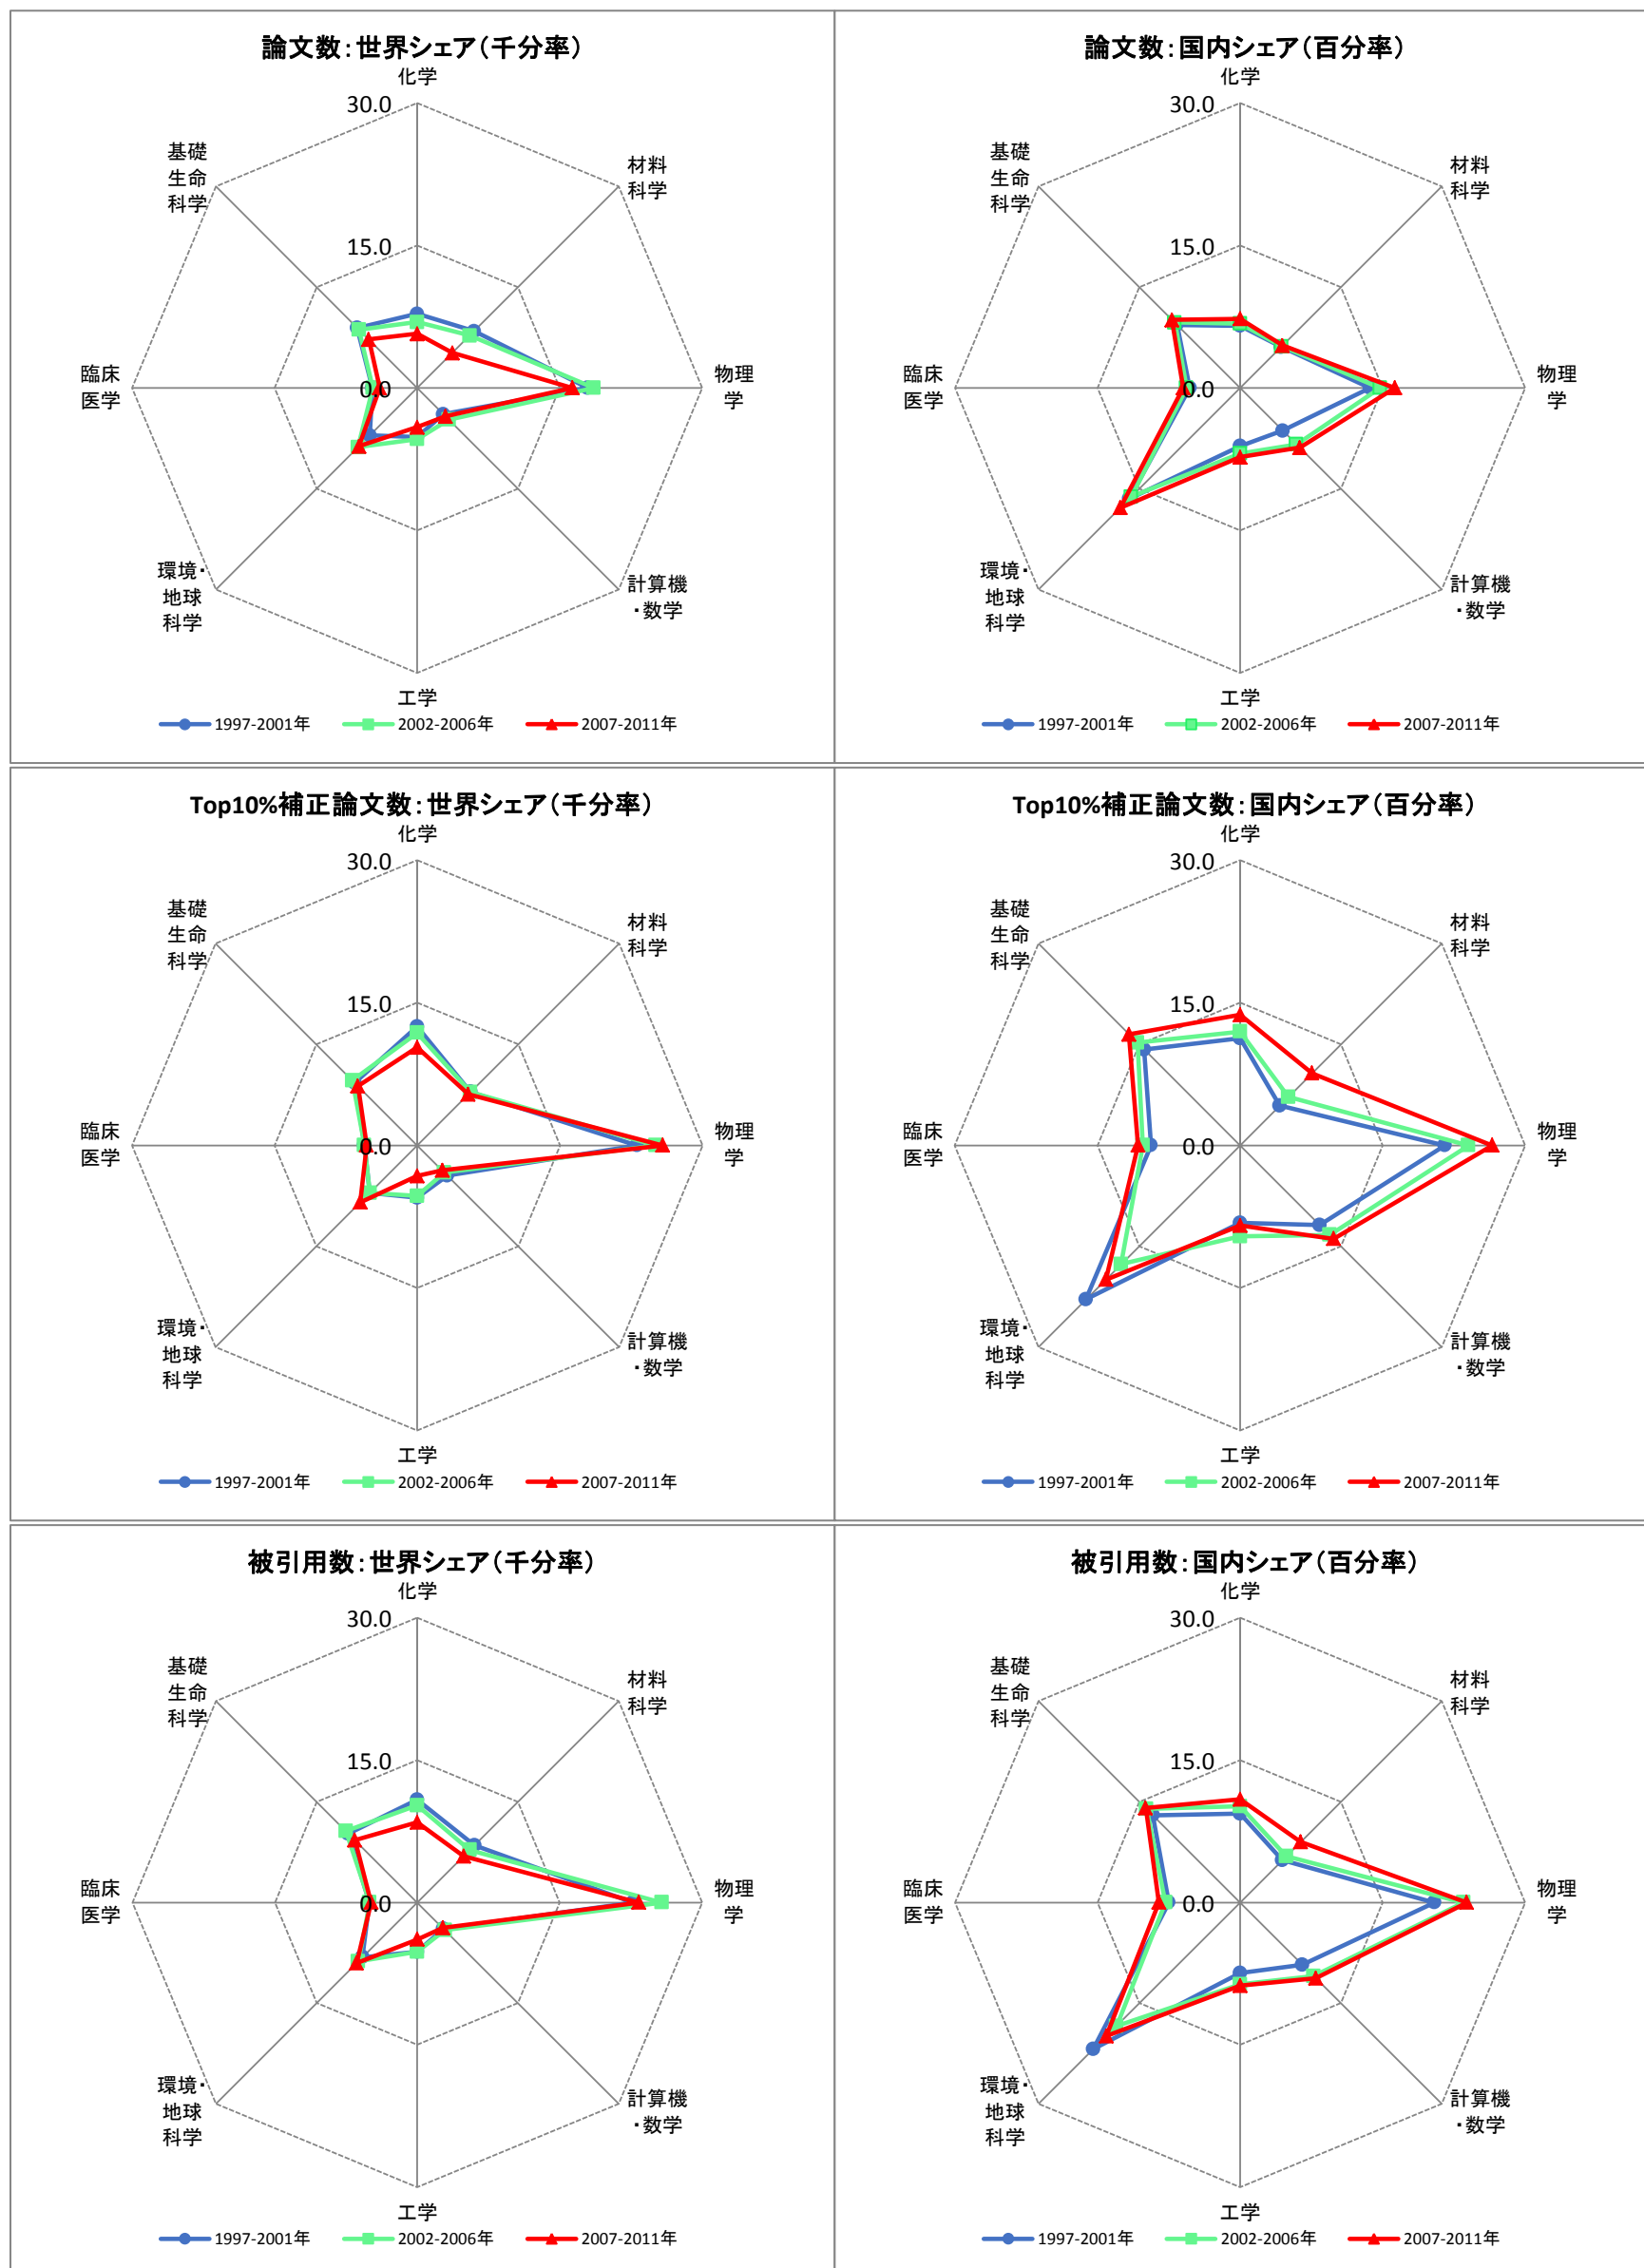 論文数：世界シェア（千分率）
化学
30.0
基礎
生命
科学
材料
科学
15.0
臨床
医学
0.0
物理
学
環境・
地球
科学
計算機
・数学
工学
1997-2001年
2002-2006年
2007-2011年
論文数：国内シェア（百分率）
化学
30.0
基礎
生命
科学
材料
科学
15.0
臨床
医学
0.0
物理
学
環境・
地球
科学
計算機
・数学
工学
1997-2001年
2002-2006年
2007-2011年
Top10%補正論文数：世界シェア（千分率）
化学
30.0
基礎
生命
科学
材料
科学
15.0
臨床
医学
0.0
物理
学
環境・
地球
科学
計算機
・数学
工学
1997-2001年
2002-2006年
2007-2011年
Top10%補正論文数：国内シェア（百分率）
化学
30.0
基礎
生命
科学
材料
科学
15.0
臨床
医学
0.0
物理
学
環境・
地球
科学
計算機
・数学
工学
1997-2001年
2002-2006年
2007-2011年
被引用数：世界シェア（千分率）
化学
30.0
基礎
生命
科学
材料
科学
15.0
臨床
医学
0.0
物理
学
環境・
地球
科学
計算機
・数学
工学
1997-2001年
2002-2006年
2007-2011年
被引用数：国内シェア（百分率）
化学
30.0
基礎
生命
科学
材料
科学
15.0
臨床
医学
0.0
物理
学
環境・
地球
科学
計算機
・数学
工学
1997-2001年
2002-2006年
2007-2011年